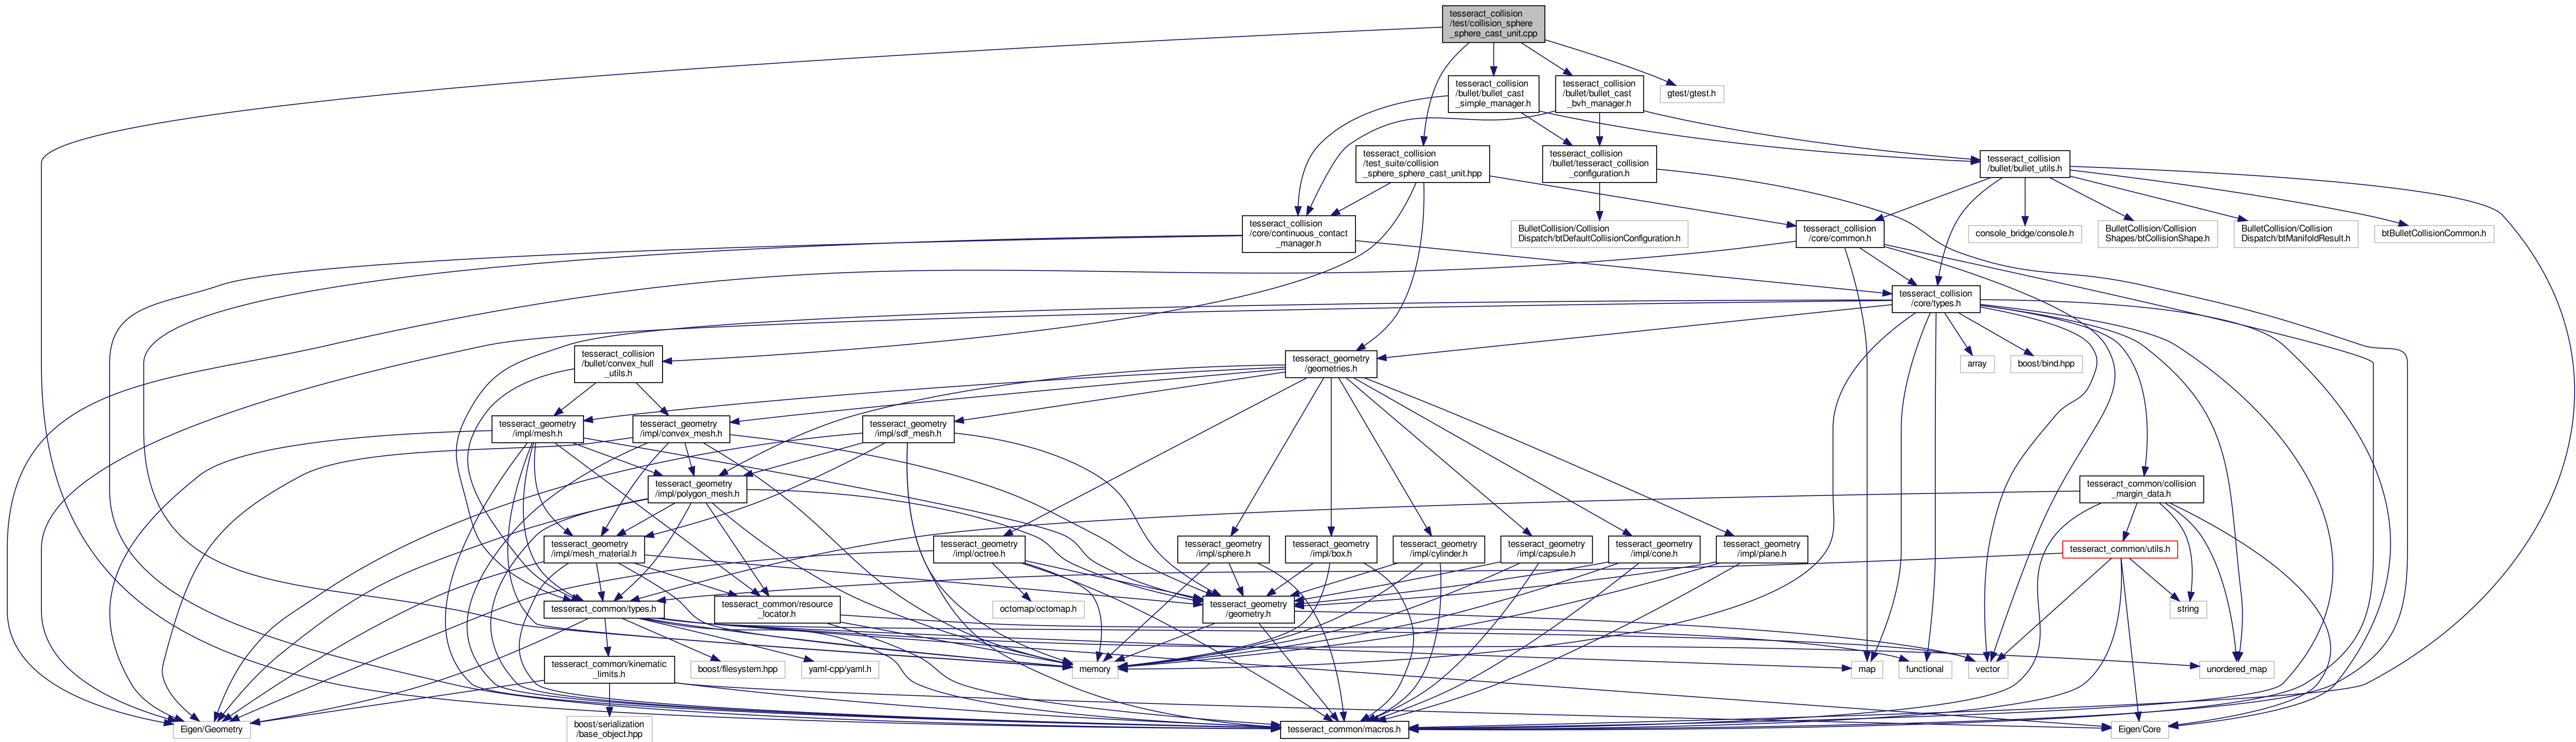 tesseract_collision
/test/collision_sphere
_sphere_cast_unit.cpp
tesseract_collision
/bullet/bullet_cast
_simple_manager.h
tesseract_collision
/bullet/bullet_cast
_bvh_manager.h
gtest/gtest.h
tesseract_collision
/test_suite/collision
_sphere_sphere_cast_unit.hpp
tesseract_collision
/bullet/tesseract_collision
_configuration.h
tesseract_collision
/bullet/bullet_utils.h
tesseract_collision
/core/continuous_contact
_manager.h
BulletCollision/Collision
Dispatch/btDefaultCollisionConfiguration.h
tesseract_collision
/core/common.h
console_bridge/console.h
BulletCollision/Collision
Shapes/btCollisionShape.h
BulletCollision/Collision
Dispatch/btManifoldResult.h
btBulletCollisionCommon.h
tesseract_collision
/core/types.h
tesseract_collision
/bullet/convex_hull
_utils.h
tesseract_geometry
/geometries.h
array
boost/bind.hpp
tesseract_geometry
/impl/mesh.h
tesseract_geometry
/impl/convex_mesh.h
tesseract_geometry
/impl/sdf_mesh.h
tesseract_geometry
/impl/polygon_mesh.h
tesseract_common/collision
_margin_data.h
tesseract_geometry
/impl/mesh_material.h
tesseract_geometry
/impl/octree.h
tesseract_geometry
/impl/sphere.h
tesseract_geometry
/impl/box.h
tesseract_geometry
/impl/cylinder.h
tesseract_geometry
/impl/capsule.h
tesseract_geometry
/impl/cone.h
tesseract_geometry
/impl/plane.h
tesseract_common/utils.h
tesseract_common/types.h
tesseract_common/resource
_locator.h
octomap/octomap.h
tesseract_geometry
/geometry.h
string
tesseract_common/kinematic
_limits.h
boost/filesystem.hpp
yaml-cpp/yaml.h
memory
map
functional
vector
unordered_map
Eigen/Geometry
boost/serialization
/base_object.hpp
tesseract_common/macros.h
Eigen/Core